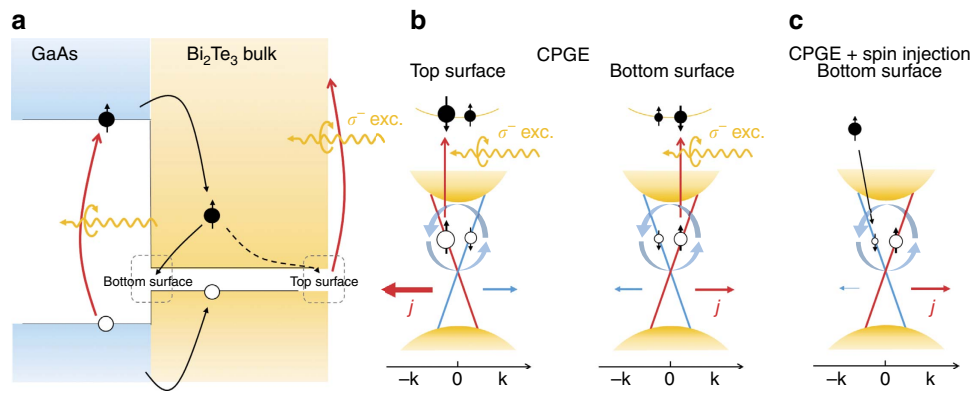 a
GaAs
Bi₂Te₃ bulk
σ⁻ exc.
Bottom surface
Top surface
b
CPGE
Top surface
Bottom surface
σ⁻ exc.
σ⁻ exc.
j
j
–k 0 k
–k 0 k
c
CPGE + spin injection
Bottom surface
j
–k 0 k